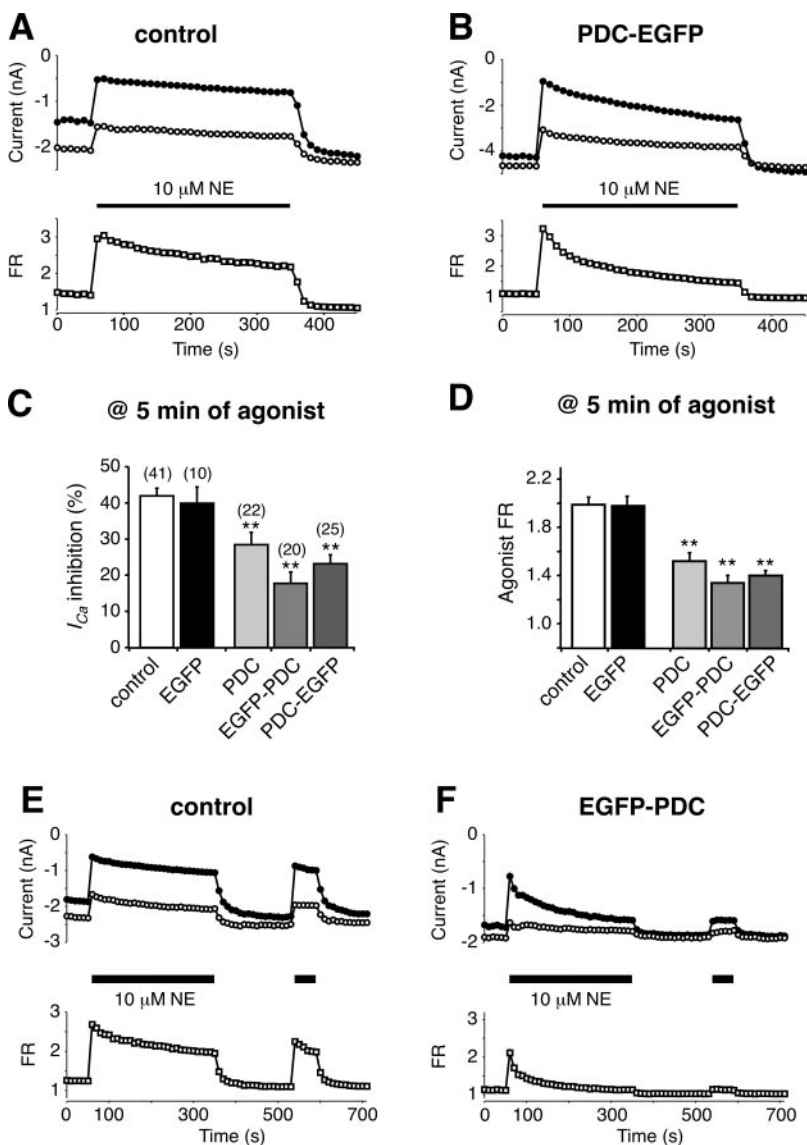 A
control
Current (nA)
0
-1
-2
10 μM NE
FR
3
2
1
0 100 200 300 400
Time (s)
B
PDC-EGFP
Current (nA)
0
-2
-4
10 μM NE
FR
3
2
1
0 100 200 300 400
Time (s)
C
@ 5 min of agonist
I Ca inhibition (%)
50
40
30
20
10
0
(41) (10)
(22)
**
(20)
**
(25)
**
control EGFP PDC EGFP-PDC PDC-EGFP
D
@ 5 min of agonist
Agonist FR
2.2
1.8
1.4
1.0
** ** **
control EGFP PDC EGFP-PDC PDC-EGFP
E
control
Current (nA)
0
-1
-2
-3
10 μM NE
FR
3
2
1
0 100 300 500 700
Time (s)
F
EGFP-PDC
Current (nA)
0
-1
-2
10 μM NE
FR
3
2
1
0 100 300 500 700
Time (s)